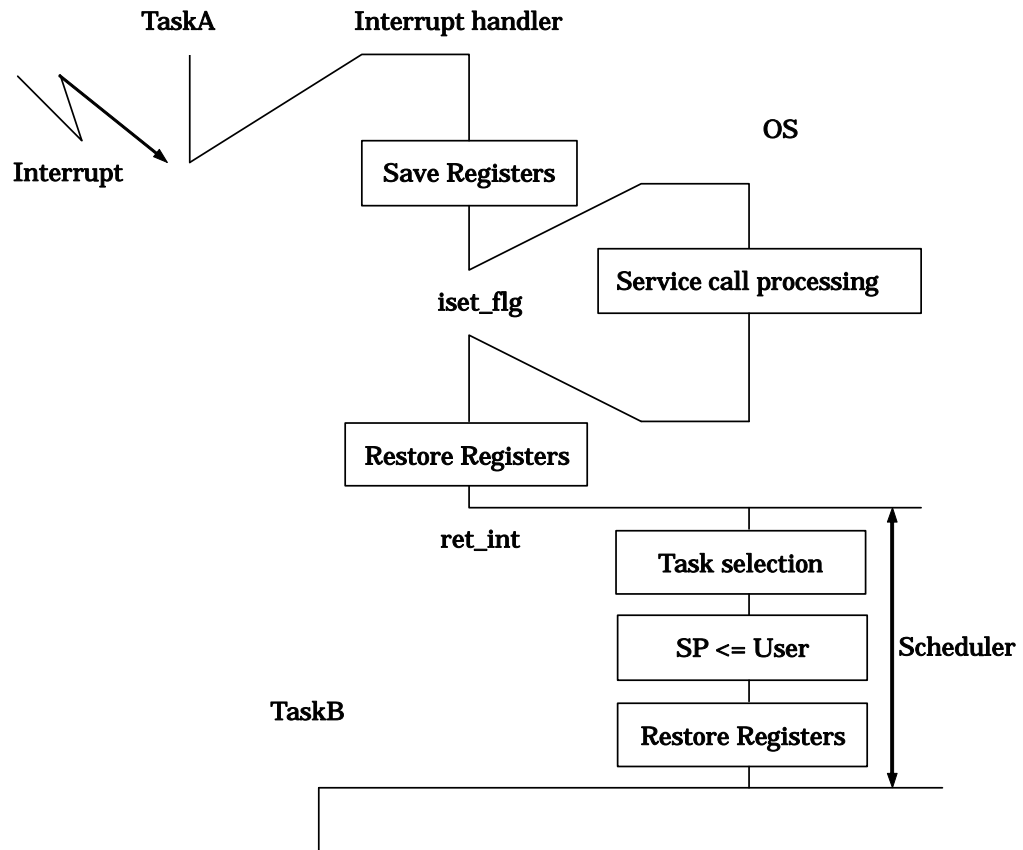 TaskA
Interrupt handler
OS
Interrupt
Save Registers
Service call processing
iset_flg
Restore Registers
ret_int
Task selection
SP <= User
Scheduler
TaskB
Restore Registers